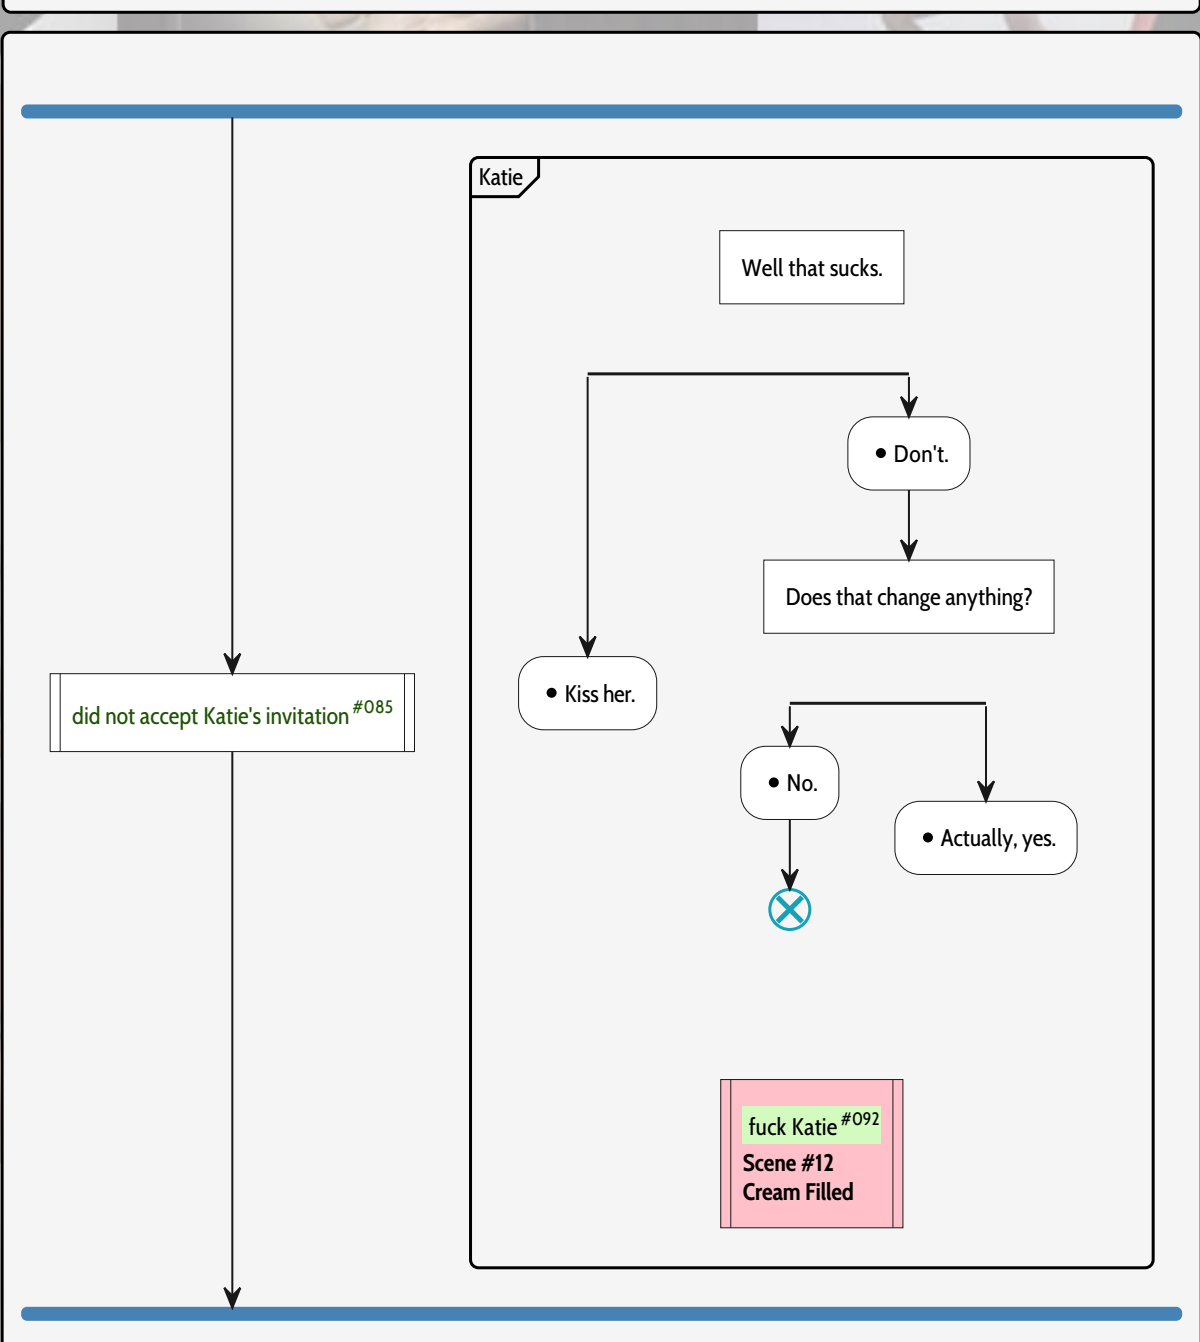 Katie
Well that sucks.
• Don't.
Does that change anything?
• Kiss her.
did not accept Katie's invitation #085
• No.
• Actually, yes.
fuck Katie #092
Scene #12
Cream Filled